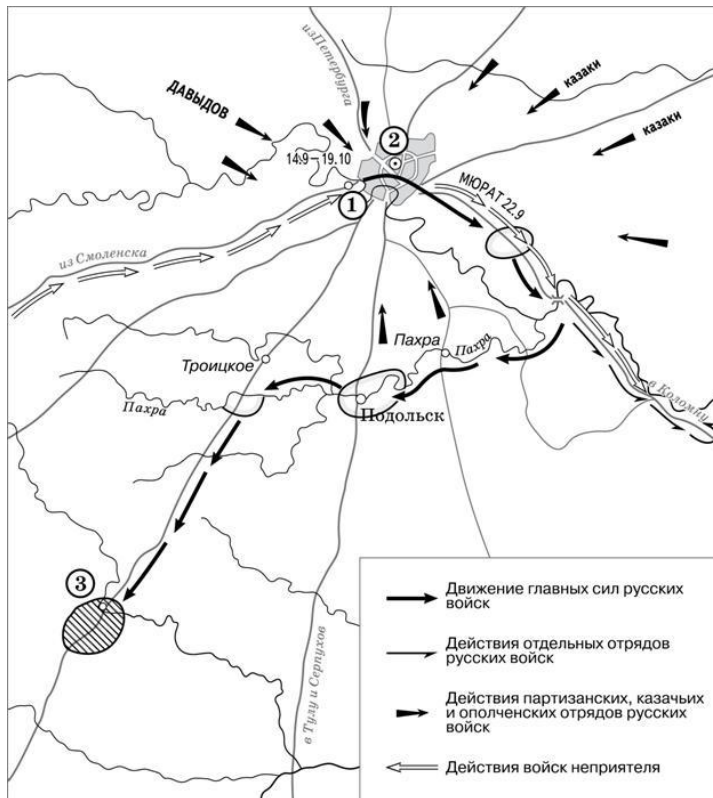 из Петербурга
казаки
ДАВЫДОВ
казаки
2
14.9 – 19.10
МЮРАТ 22.9
1
из Смоленска
Пахра
Пахра
Троицкое
в Коломну
Пахра
Подольск
3
в Тулу и Серпухов
Движение главных сил русских
войск
Действия отдельных отрядов
русских войск
Действия партизанских, казачьих
и ополченских отрядов русских
войск
Действия войск неприятеля